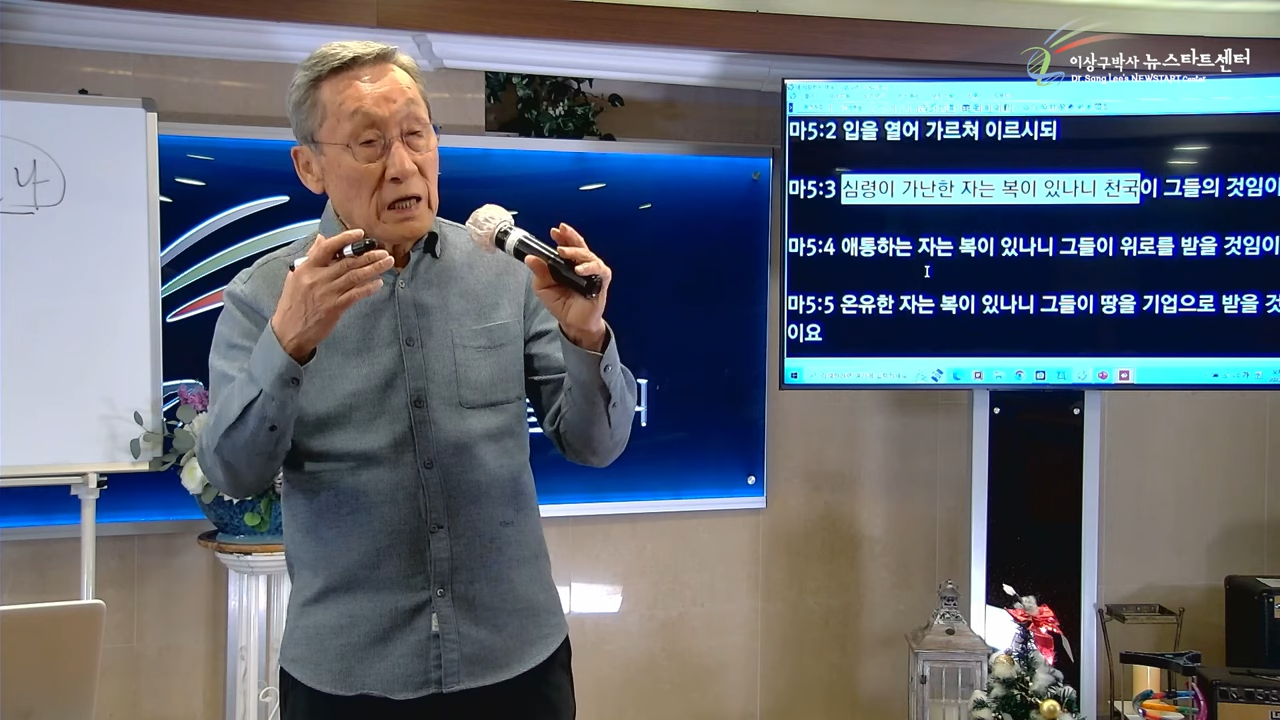 이상구박사 뉴스타트센터
Dr. Sang Lee's NEWSTART Center
나
마5:2 입을 열어 가르쳐 이르시되
마5:3 심령이 가난한 자는 복이 있나니 천국이 그들의 것임이
마5:4 애통하는 자는 복이 있나니 그들이 위로를 받을 것임이
마5:5 온유한 자는 복이 있나니 그들이 땅을 기업으로 받을 것
이요
H